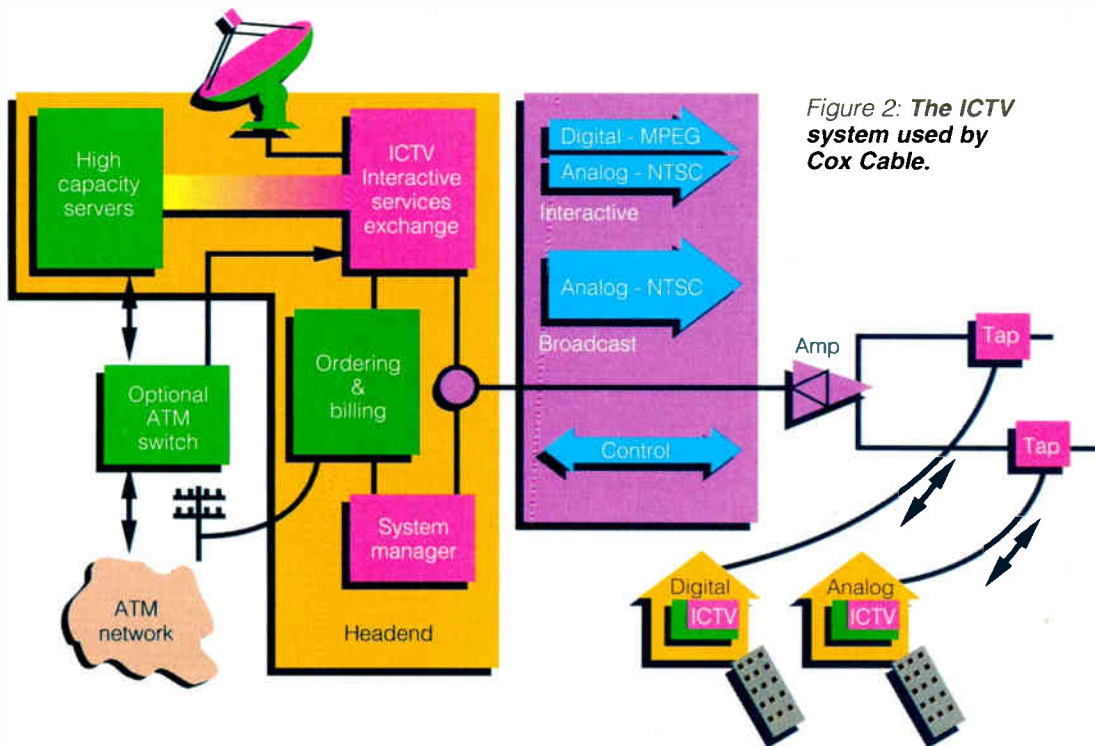 Figure 2: The ICTV
system used by
Cox Cable.
High
capacity
servers
ICTV
Interactive
services
exchange
Digital - MPEG
Analog - NTSC
Interactive
Analog - NTSC
Broadcast
Optional
ATM
switch
Ordering
&
billing
Amp
Tap
Tap
Control
System
manager
ATM
network
Headend
Digital
ICTV
Analog
ICTV